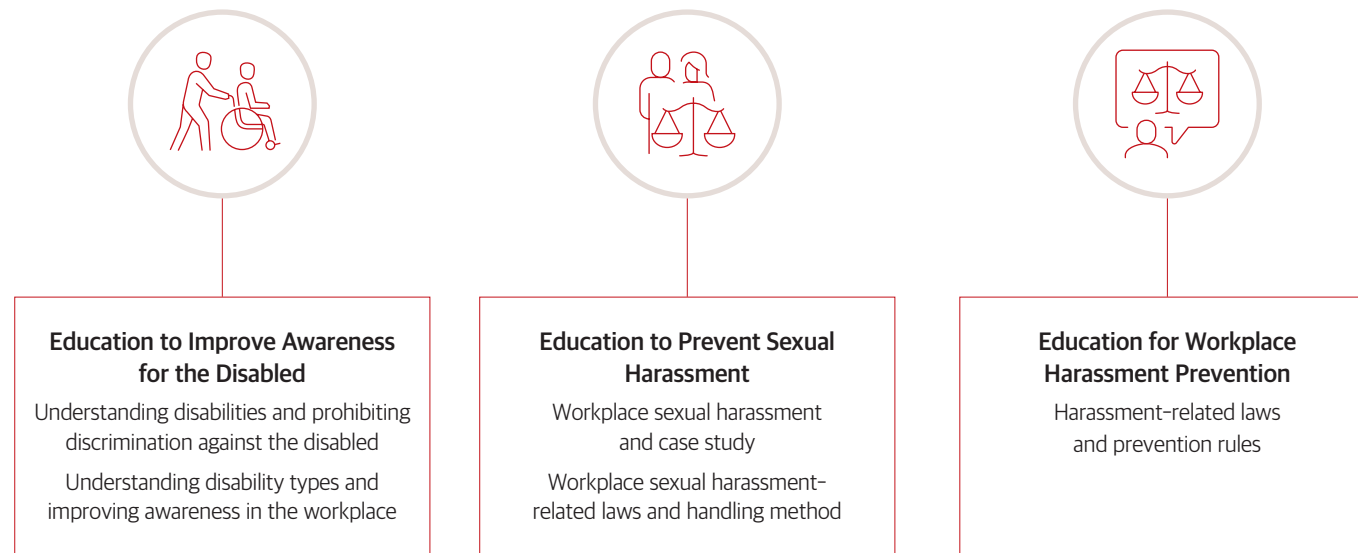 Education to Improve Awareness
for the Disabled
Understanding disabilities and prohibiting
discrimination against the disabled
Understanding disability types and
improving awareness in the workplace
Education to Prevent Sexual
Harassment
Workplace sexual harassment
and case study
Workplace sexual harassment-
related laws and handling method
Education for Workplace
Harassment Prevention
Harassment-related laws
and prevention rules